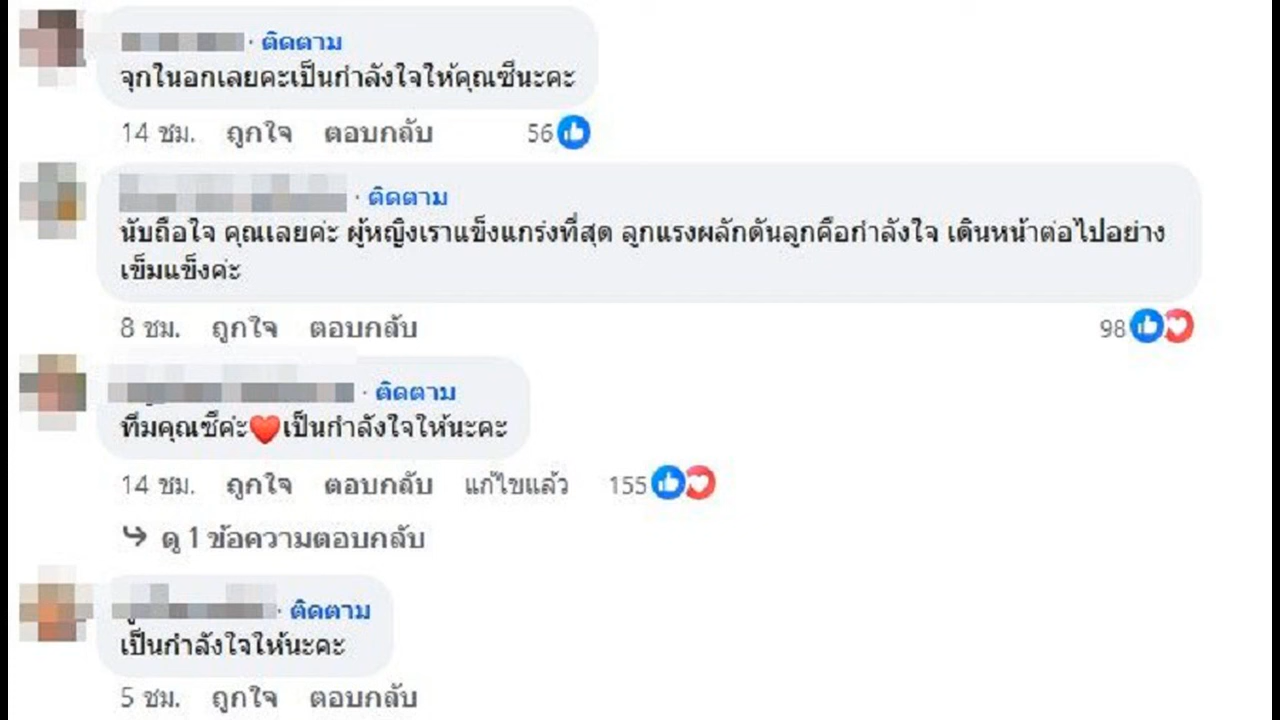 · ติดตาม
จุกในอกเลยคะเป็นกำลังใจให้คุณซีนะคะ
14 ชม. ถูกใจ ตอบกลับ 56
· ติดตาม
นับถือใจ คุณเลยค่ะ ผู้หญิงเราแข็งแกร่งที่สุด ลูกแรงผลักดันลูกคือกำลังใจ เดินหน้าต่อไปอย่าง
เข็มแข็งค่ะ
8 ชม. ถูกใจ ตอบกลับ 98
· ติดตาม
ทีมคุณซีค่ะ❤️เป็นกำลังใจให้นะคะ
14 ชม. ถูกใจ ตอบกลับ แก้ไขแล้ว 155
ดู 1 ข้อความตอบกลับ
· ติดตาม
เป็นกำลังใจให้นะคะ
5 ชม. ถูกใจ ตอบกลับ